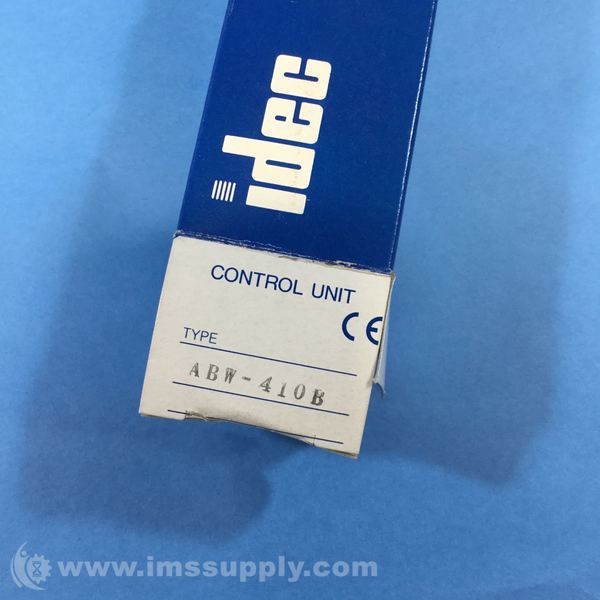 idec
CONTROL UNIT
CE
TYPE
ABW-410B
www.imssupply.com